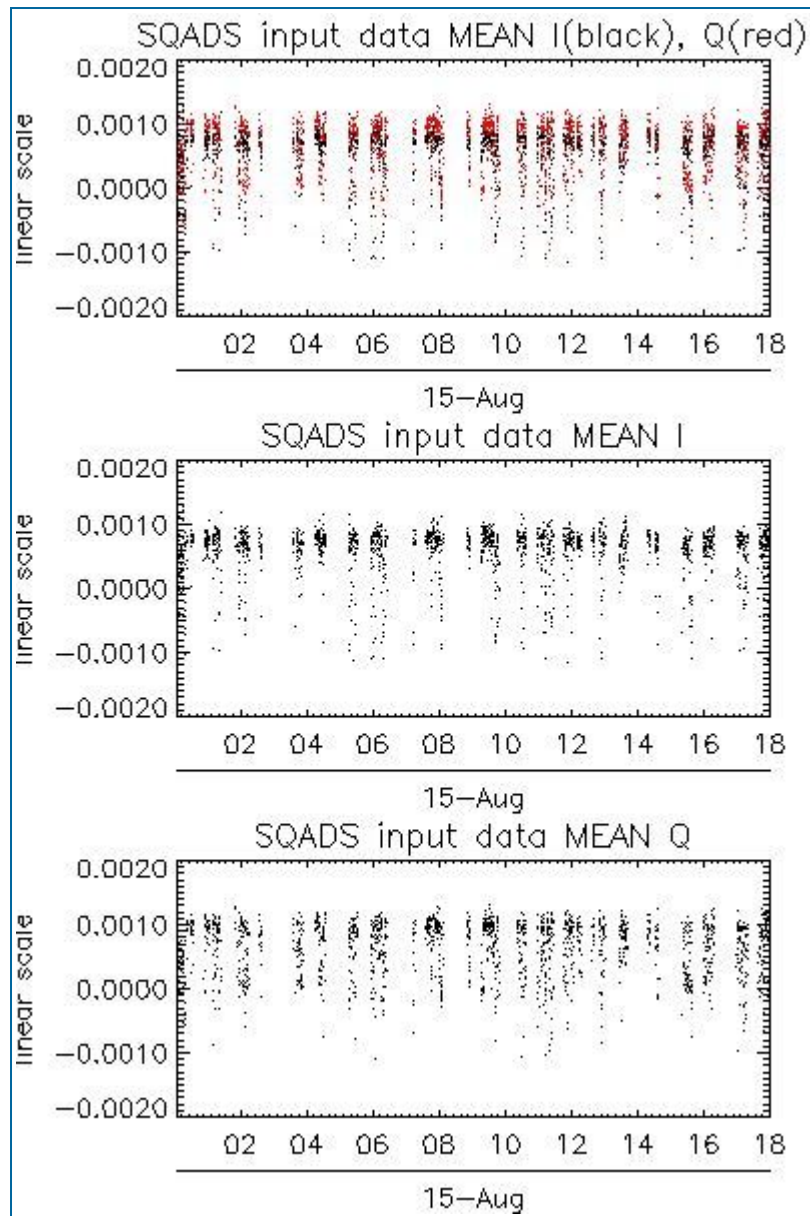 SQADS input data MEAN I(black), Q(red)
0.0020
0.0010
0.0000
−0.0010
−0.0020
linear scale
02 04 06 08 10 12 14 16 18
15−Aug
SQADS input data MEAN I
0.0020
0.0010
0.0000
−0.0010
−0.0020
linear scale
02 04 06 08 10 12 14 16 18
15−Aug
SQADS input data MEAN Q
0.0020
0.0010
0.0000
−0.0010
−0.0020
linear scale
02 04 06 08 10 12 14 16 18
15−Aug